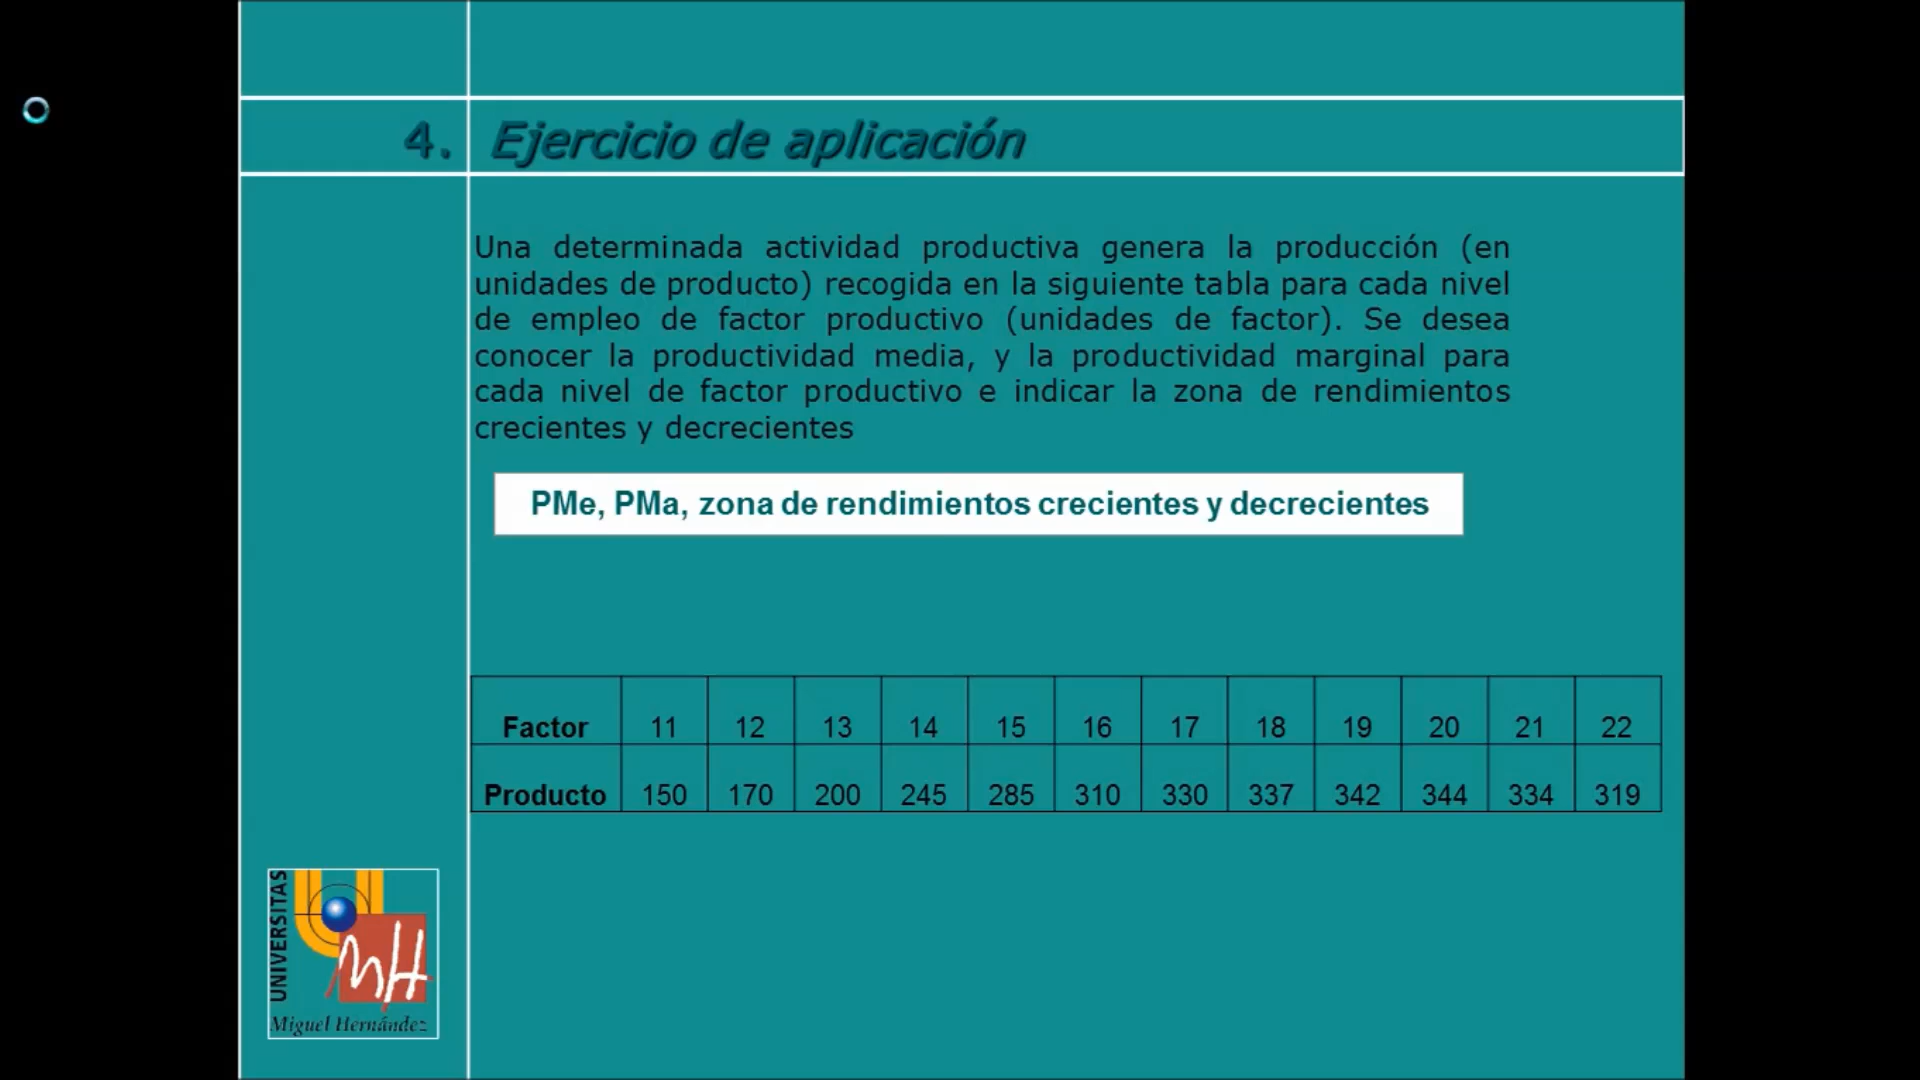 4. Ejercicio de aplicación
Una determinada actividad productiva genera la producción (en
unidades de producto) recogida en la siguiente tabla para cada nivel
de empleo de factor productivo (unidades de factor). Se desea
conocer la productividad media, y la productividad marginal para
cada nivel de factor productivo e indicar la zona de rendimientos
crecientes y decrecientes
PMe, PMa, zona de rendimientos crecientes y decrecientes
Factor 11 12 13 14 15 16 17 18 19 20 21 22
Producto 150 170 200 245 285 310 330 337 342 344 334 319
UNIVERSITAS
MH
Miguel Hernández